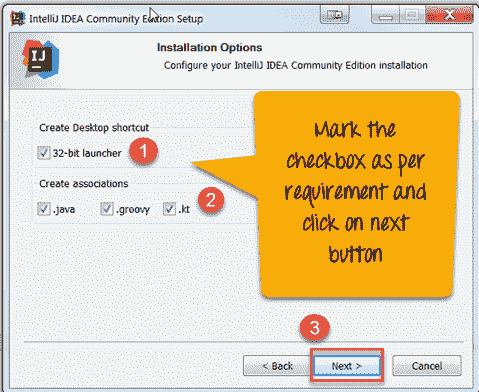 IntelliJ IDEA Community Edition Setup
IJ
Installation Options
Configure your IntelliJ IDEA Community Edition installation
Create Desktop shortcut
32-bit launcher
1
Create associations
.java
.groovy
.kt
2
Mark the
checkbox as per
requirement and
click on next
button
3
< Back
Next >
Cancel